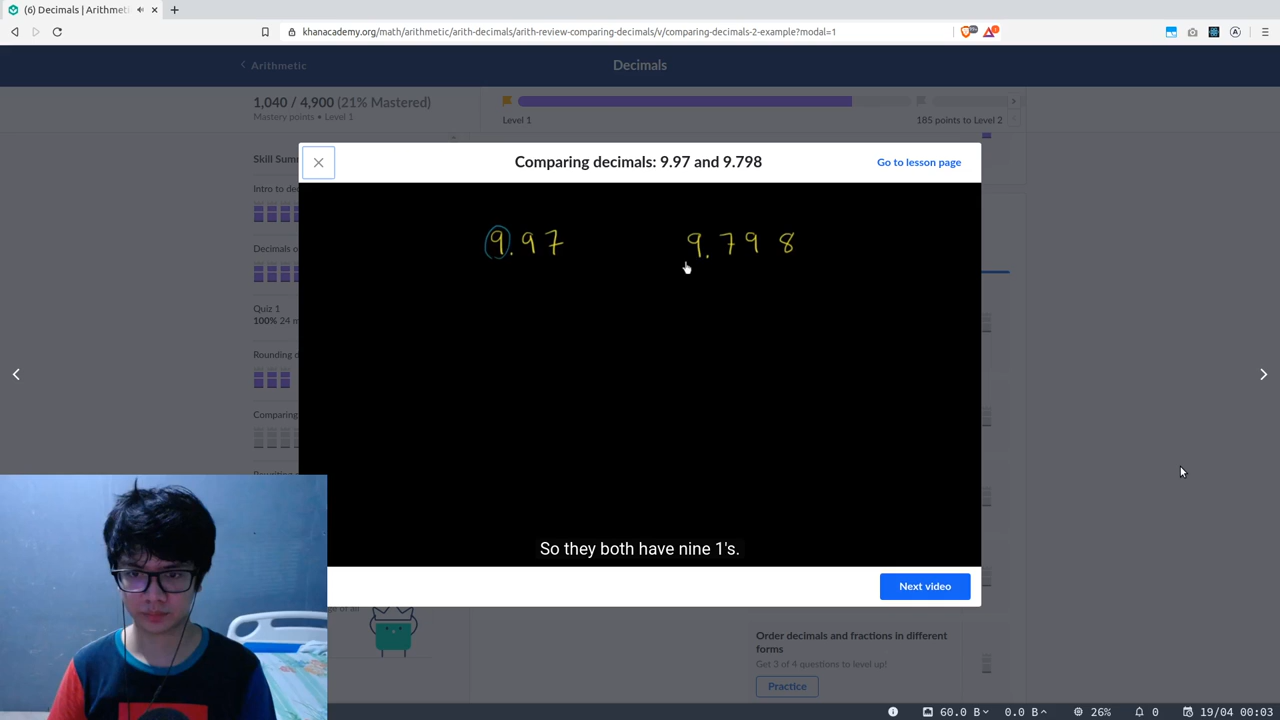 (6) Decimals | Arithmeti
khanacademy.org/math/arithmetic/arith-decimals/arith-review-comparing-decimals/v/comparing-decimals-2-example?modal=1
Arithmetic
Decimals
1,040 / 4,900 (21% Mastered)
Mastery points • Level 1
Level 1
185 points to Level 2
Comparing decimals: 9.97 and 9.798
Go to lesson page
Skill Summ
Intro to dec
Decimals o
Quiz 1
100% 24 m
Rounding d
Comparing
9.97
9.798
So they both have nine 1's.
Next video
Order decimals and fractions in different
forms
Get 3 of 4 questions to level up!
Practice
60.0 B
0.0 B
26%
0
19/04 00:03